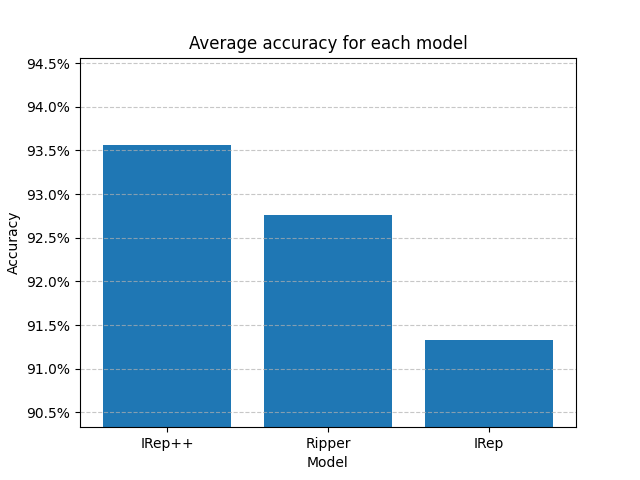 Average accuracy for each model
94.5%
94.0%
93.5%
93.0%
92.5%
92.0%
91.5%
91.0%
90.5%
Accuracy
IRep++ Ripper IRep
Model